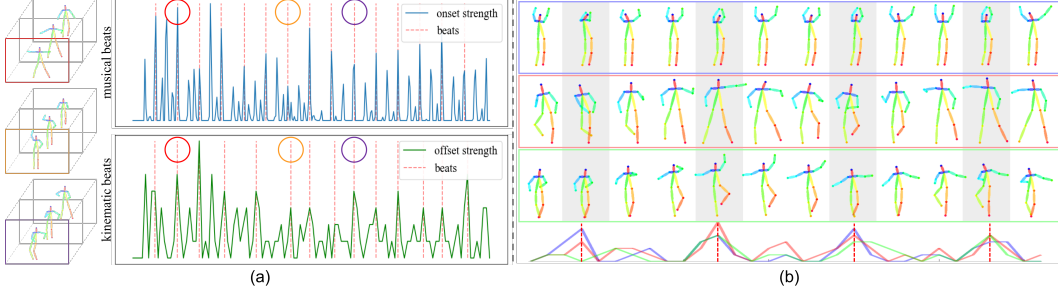 musical beats
onset strength
beats
kinematic beats
offset strength
beats
(a)
(b)